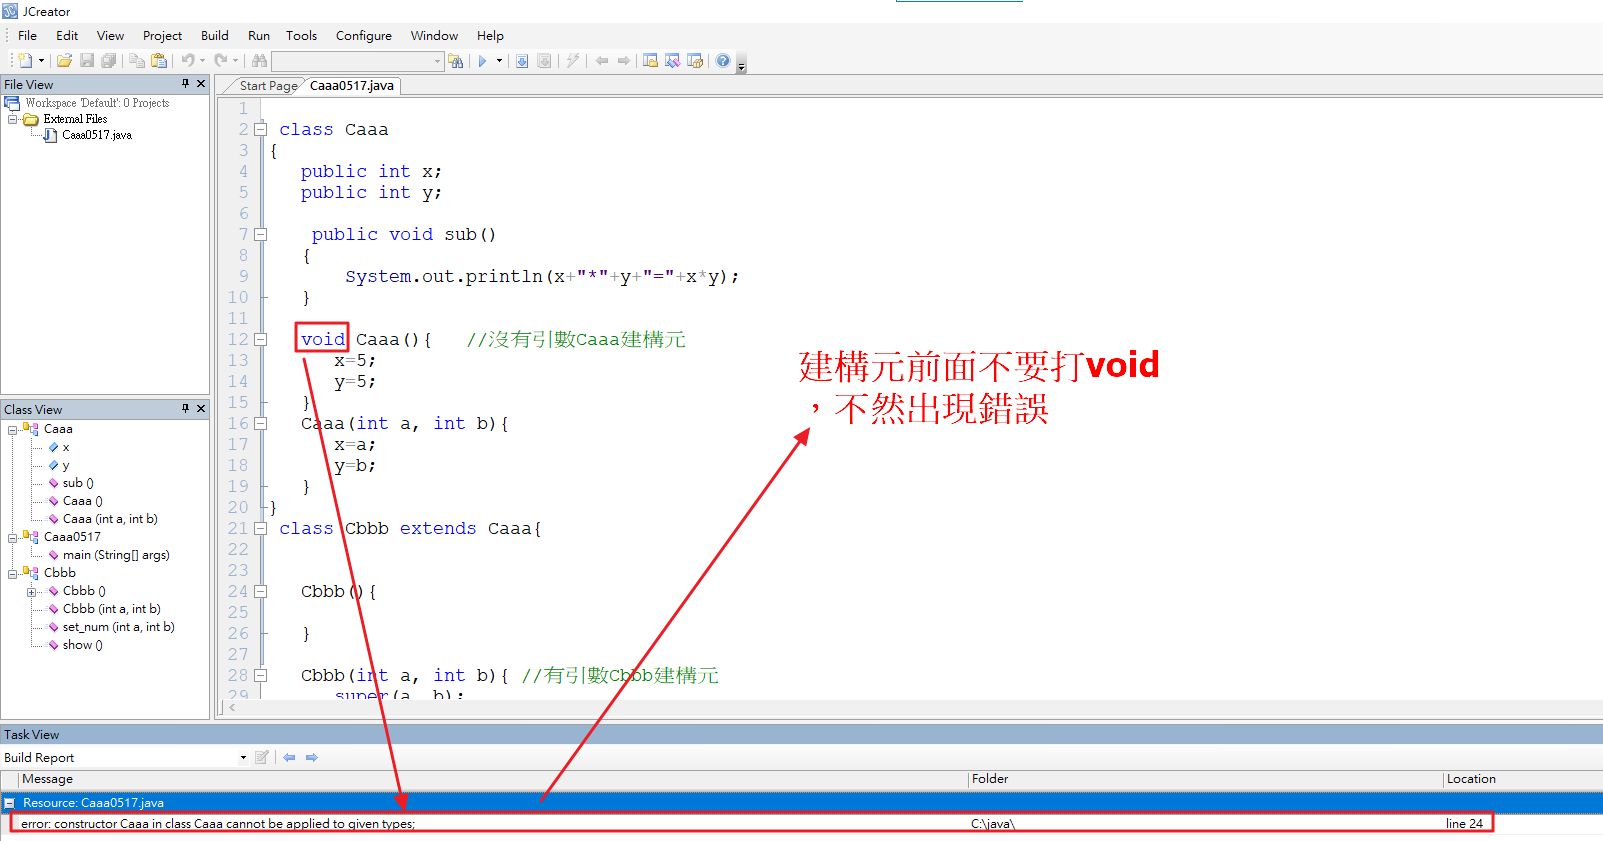 JCreator
File Edit View Project Build Run Tools Configure Window Help
File View
Workspace 'Default': 0 Projects
External Files
Caaa0517.java
Class View
Caaa
x
y
sub ()
Caaa ()
Caaa (int a, int b)
Caaa0517
main (String[] args)
Cbbb
Cbbb ()
Cbbb (int a, int b)
set_num (int a, int b)
show ()
Start Page Caaa0517.java
1
2 class Caaa
3 {
4 public int x;
5 public int y;
6
7 public void sub()
8 {
9 System.out.println(x+"*"+y+"="+x*y);
10 }
11
12 void Caaa(){ //沒有引數Caaa建構元
13 x=5;
14 y=5;
15 }
16 Caaa(int a, int b){
17 x=a;
18 y=b;
19 }
20 }
21 class Cbbb extends Caaa{
22
23
24 Cbbb(){
25
26 }
27
28 Cbbb(int a, int b){ //有引數Cbbb建構元
29 super(a, b);
建構元前面不要打void
，不然出現錯誤
Task View
Build Report
Message Folder Location
Resource: Caaa0517.java
error: constructor Caaa in class Caaa cannot be applied to given types; C:\java\ line 24